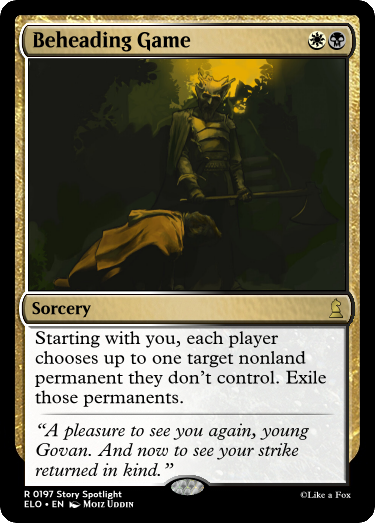 Beheading Game
Sorcery
Starting with you, each player
chooses up to one target nonland
permanent they don't control. Exile
those permanents.
“A pleasure to see you again, young
Govan. And now to see your strike
returned in kind.”
R 0197 Story Spotlight
ELO • EN Moiz Uddin
©Like a Fox